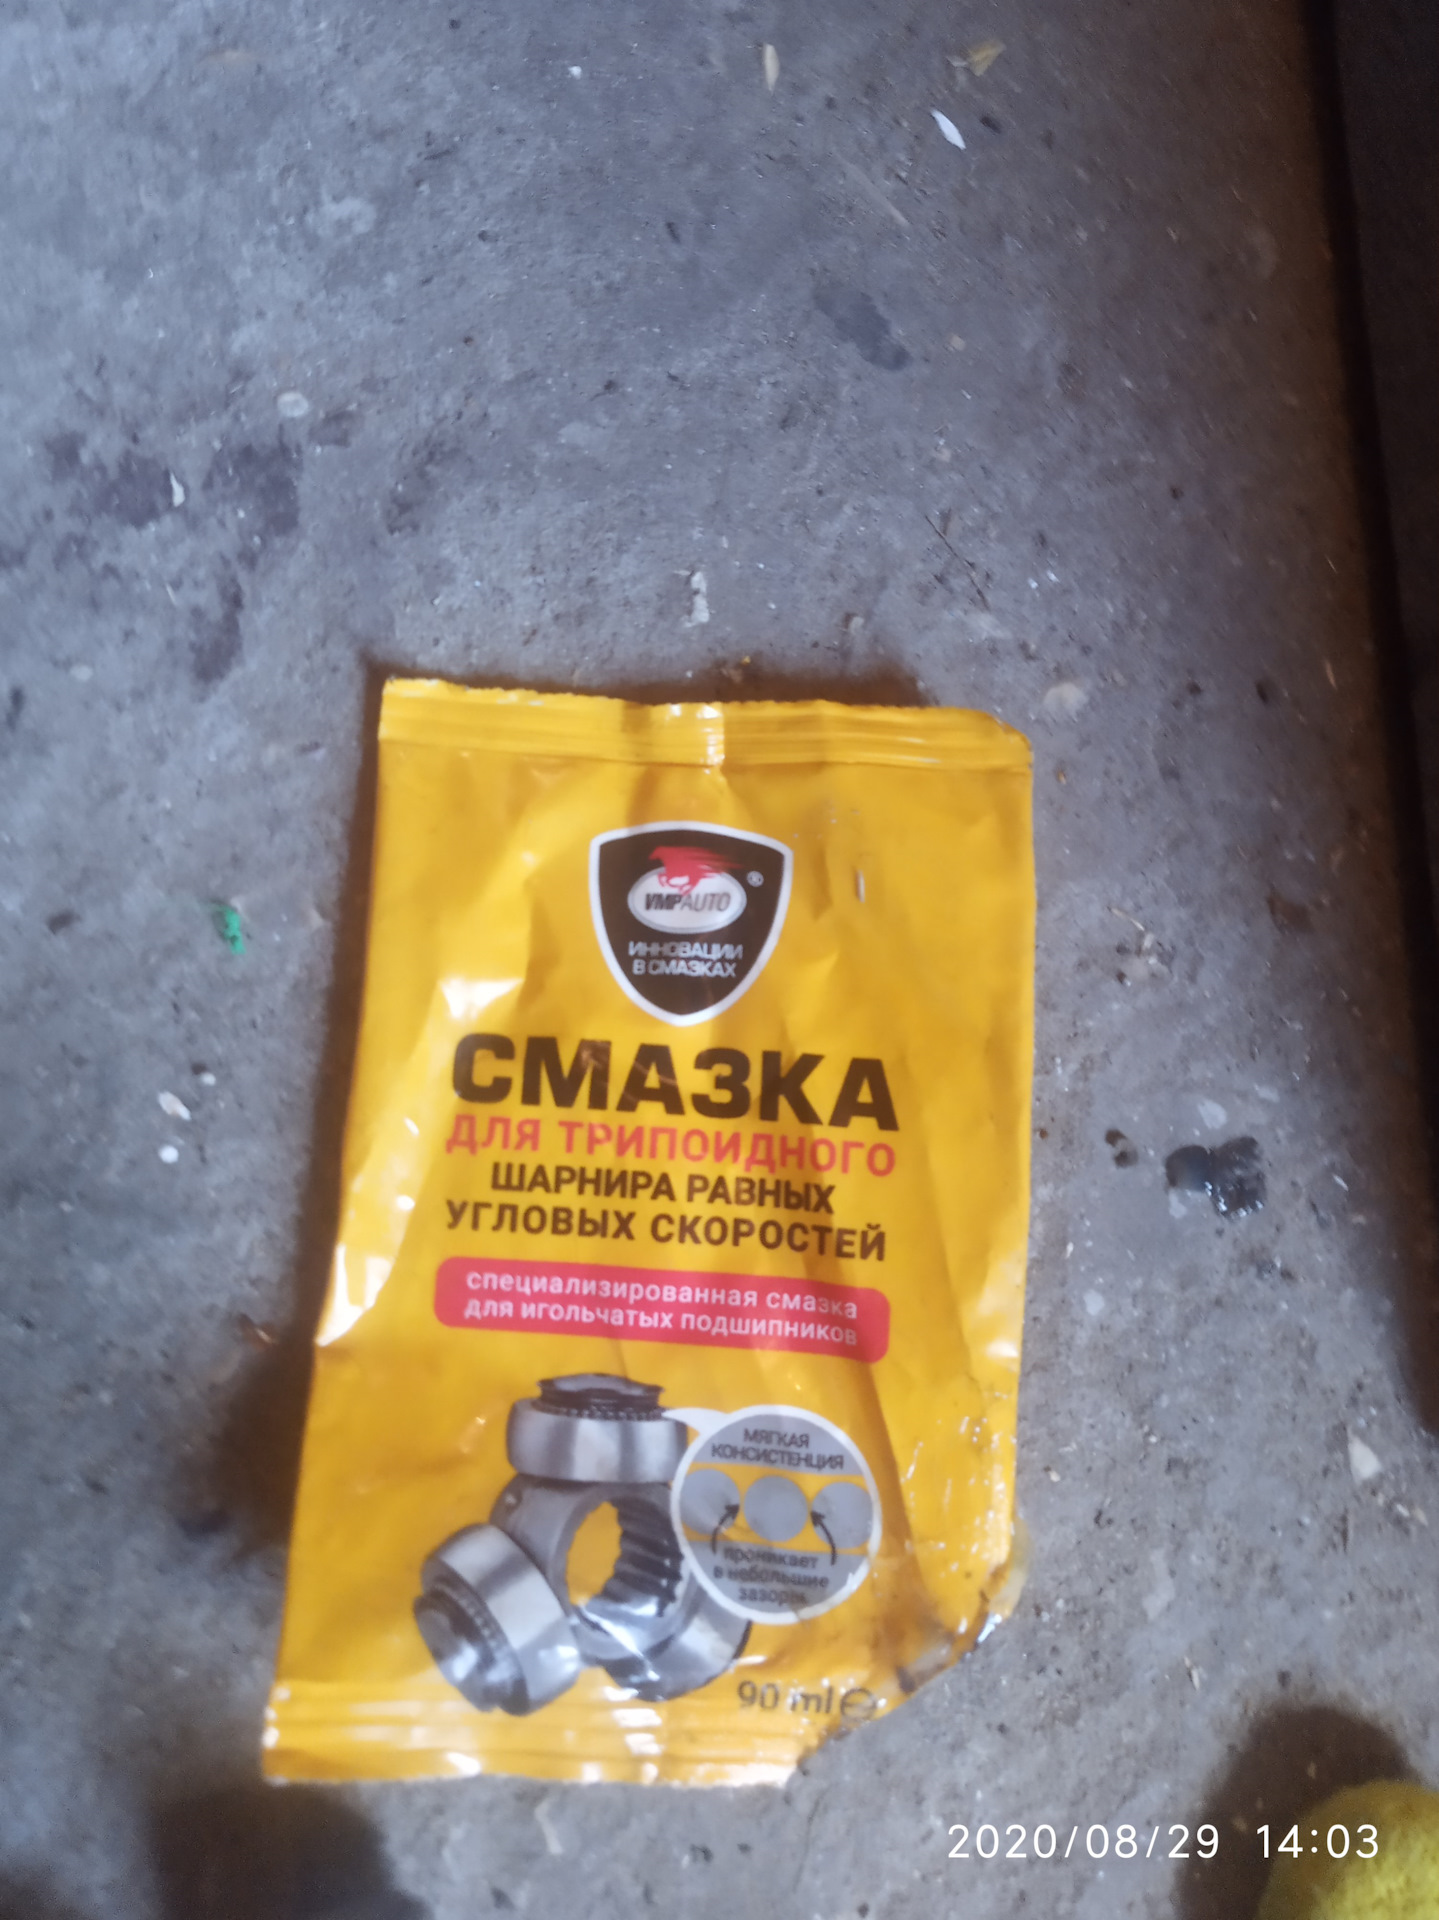 VMPAUTO ®
ИННОВАЦИИ
В СМАЗКАХ
СМАЗКА
ДЛЯ ТРИПОИДНОГО
ШАРНИРА РАВНЫХ
УГЛОВЫХ СКОРОСТЕЙ
специализированная смазка
для игольчатых подшипников
МЯГКАЯ
КОНСИСТЕНЦИЯ
проникает
в небольшие
зазоры
90 ml ℮
2020/08/29 14:03